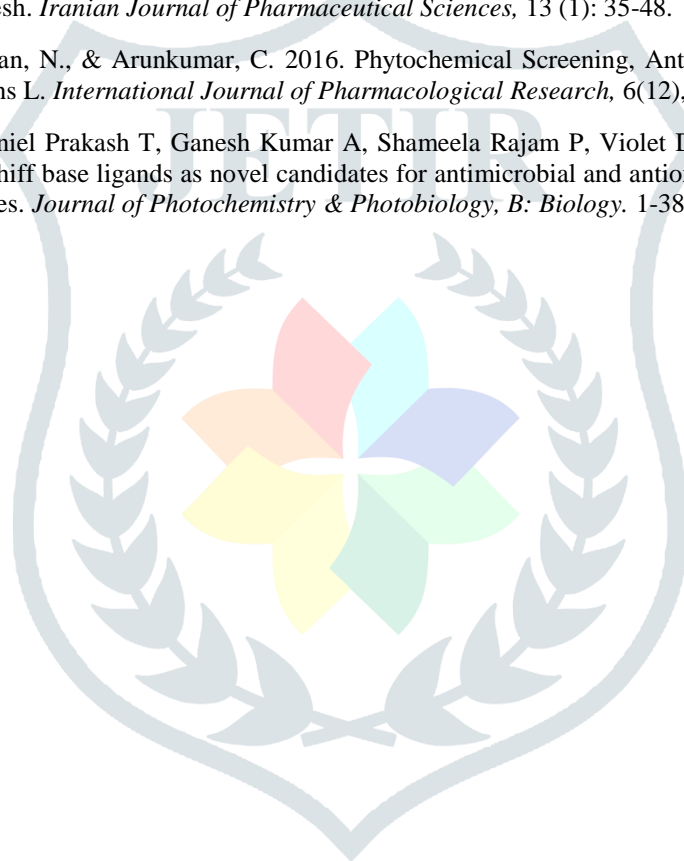 esh. Iranian Journal of Pharmaceutical Sciences, 13 (1): 35-48.
an, N., & Arunkumar, C. 2016. Phytochemical Screening, Ant
ns L. International Journal of Pharmacological Research, 6(12),
niel Prakash T, Ganesh Kumar A, Shameela Rajam P, Violet D
hiff base ligands as novel candidates for antimicrobial and antiox
es. Journal of Photochemistry & Photobiology, B: Biology. 1-38
JETIR